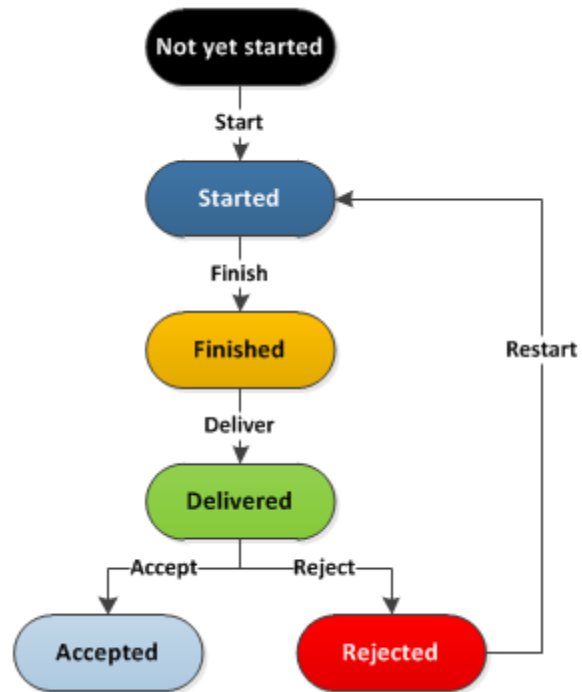 Not yet started
Start
Started
Finish
Finished
Restart
Deliver
Delivered
Accept
Reject
Accepted
Rejected